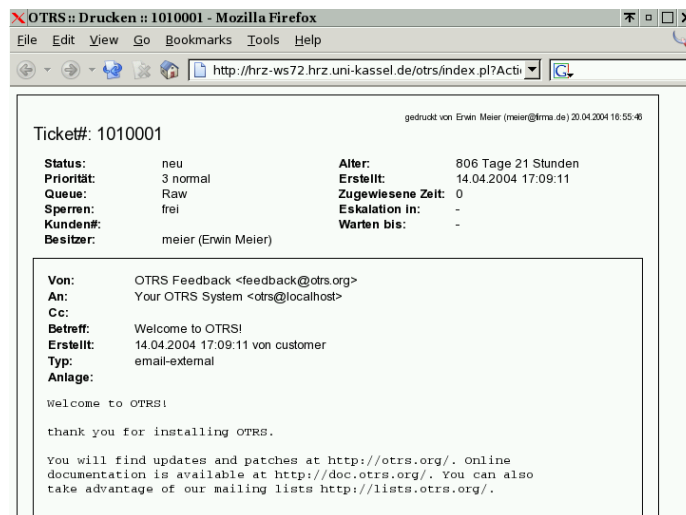 OTRS :: Drucken :: 1010001 - Mozilla Firefox
File Edit View Go Bookmarks Tools Help
http://hrz-ws72.hrz.uni-kassel.de/otrs/index.pl?Acti
G
gedruckt von Erwin Meier (meier@firma.de) 20.04.2004 16:55:46
Ticket#: 1010001
Status: neu Alter: 806 Tage 21 Stunden
Priorität: 3 normal Erstellt: 14.04.2004 17:09:11
Queue: Raw Zugewiesene Zeit: 0
Sperren: frei Eskalation in: -
Kunden#: Warten bis: -
Besitzer: meier (Erwin Meier)
Von: OTRS Feedback <feedback@otrs.org>
An: Your OTRS System <otrs@localhost>
Cc:
Betreff: Welcome to OTRS!
Erstellt: 14.04.2004 17:09:11 von customer
Typ: email-external
Anlage:
Welcome to OTRS!
thank you for installing OTRS.
You will find updates and patches at http://otrs.org/. Online
documentation is available at http://doc.otrs.org/. You can also
take advantage of our mailing lists http://lists.otrs.org/.